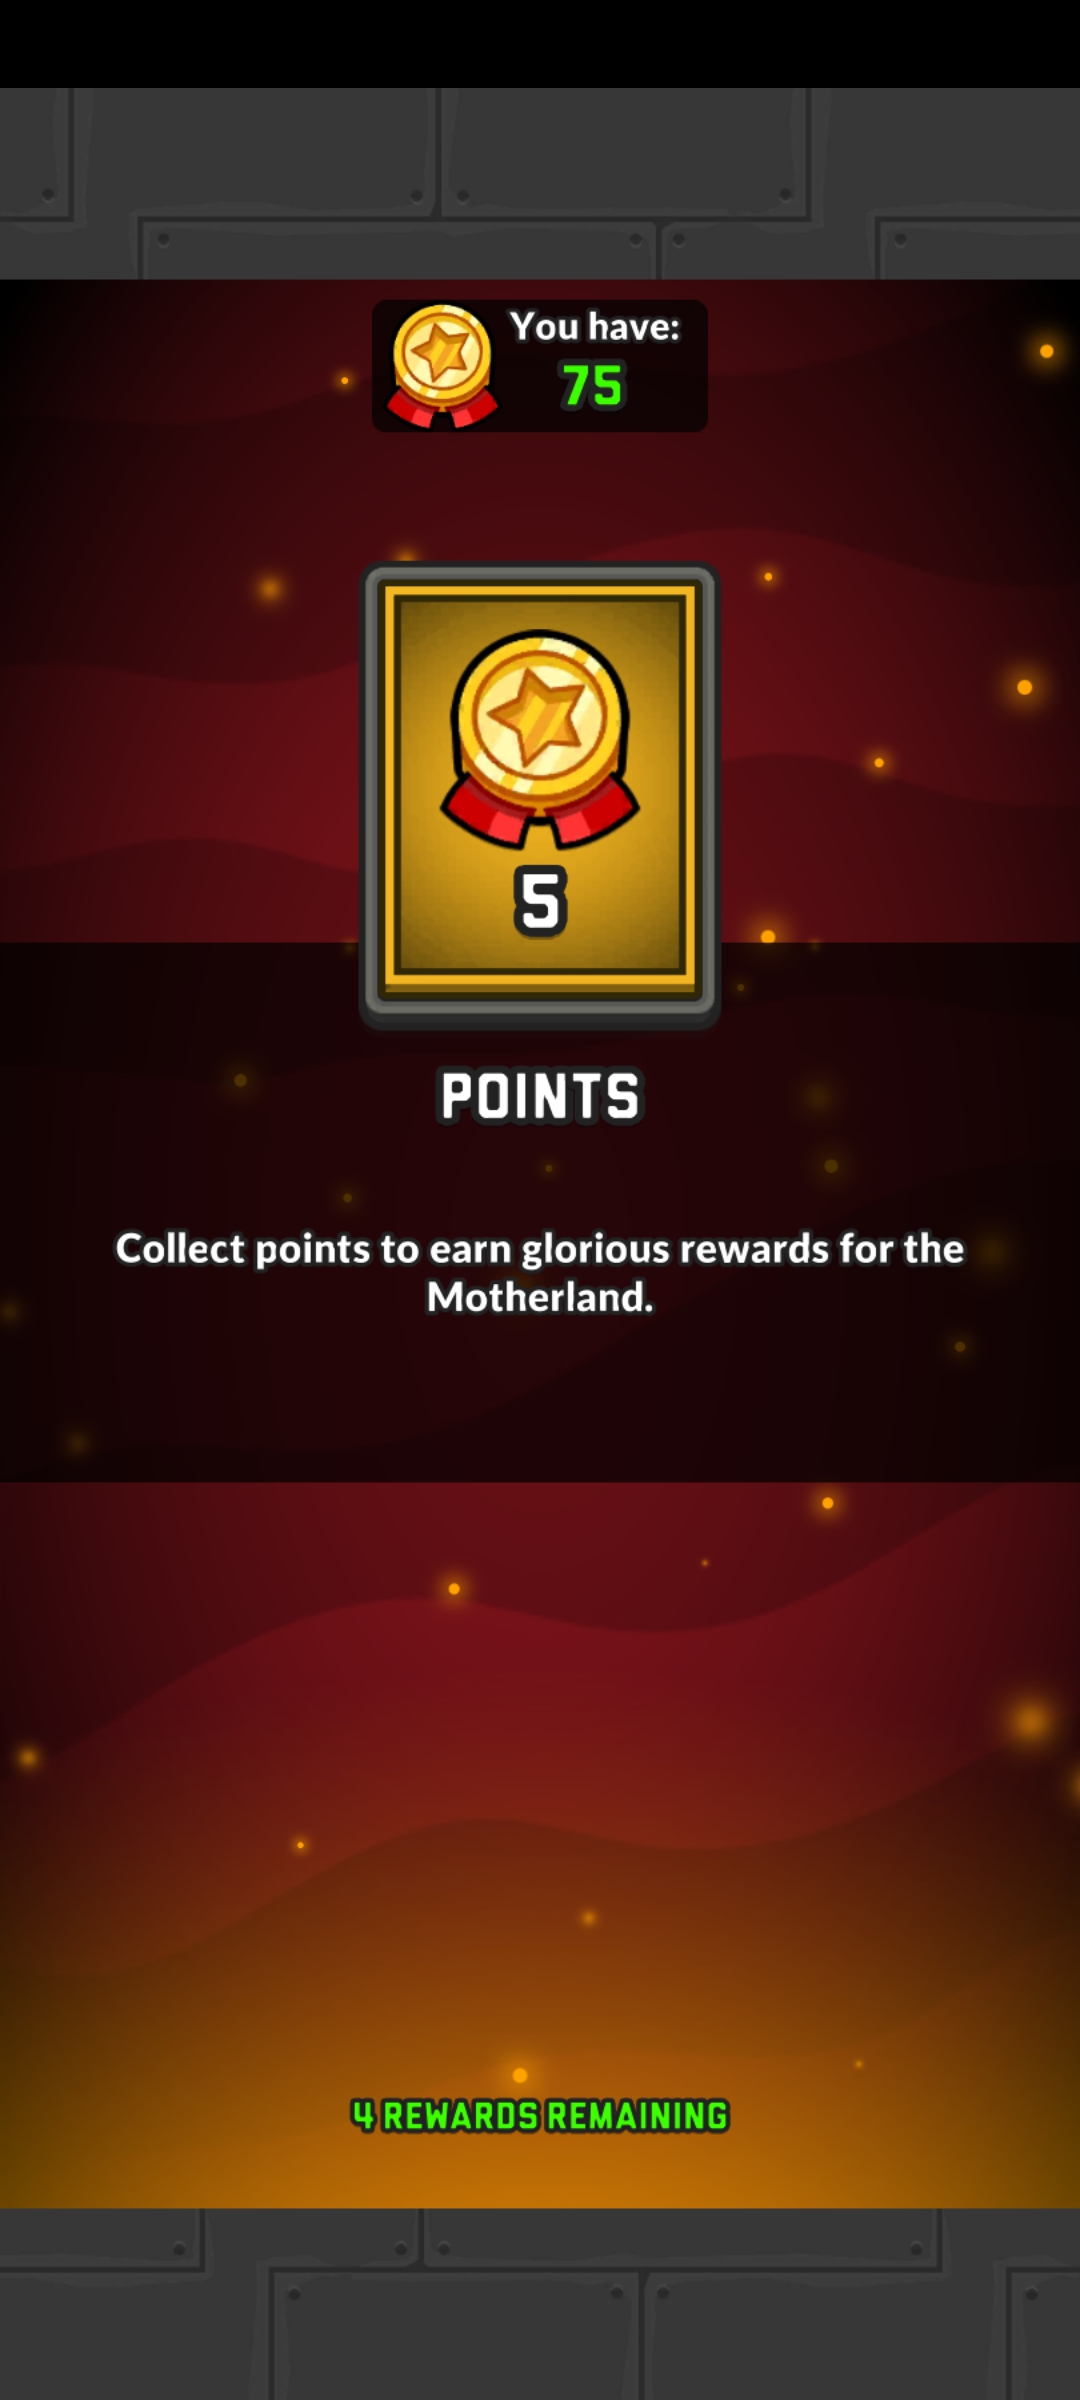 You have:
75
5
POINTS
Collect points to earn glorious rewards for the
Motherland.
4 REWARDS REMAINING